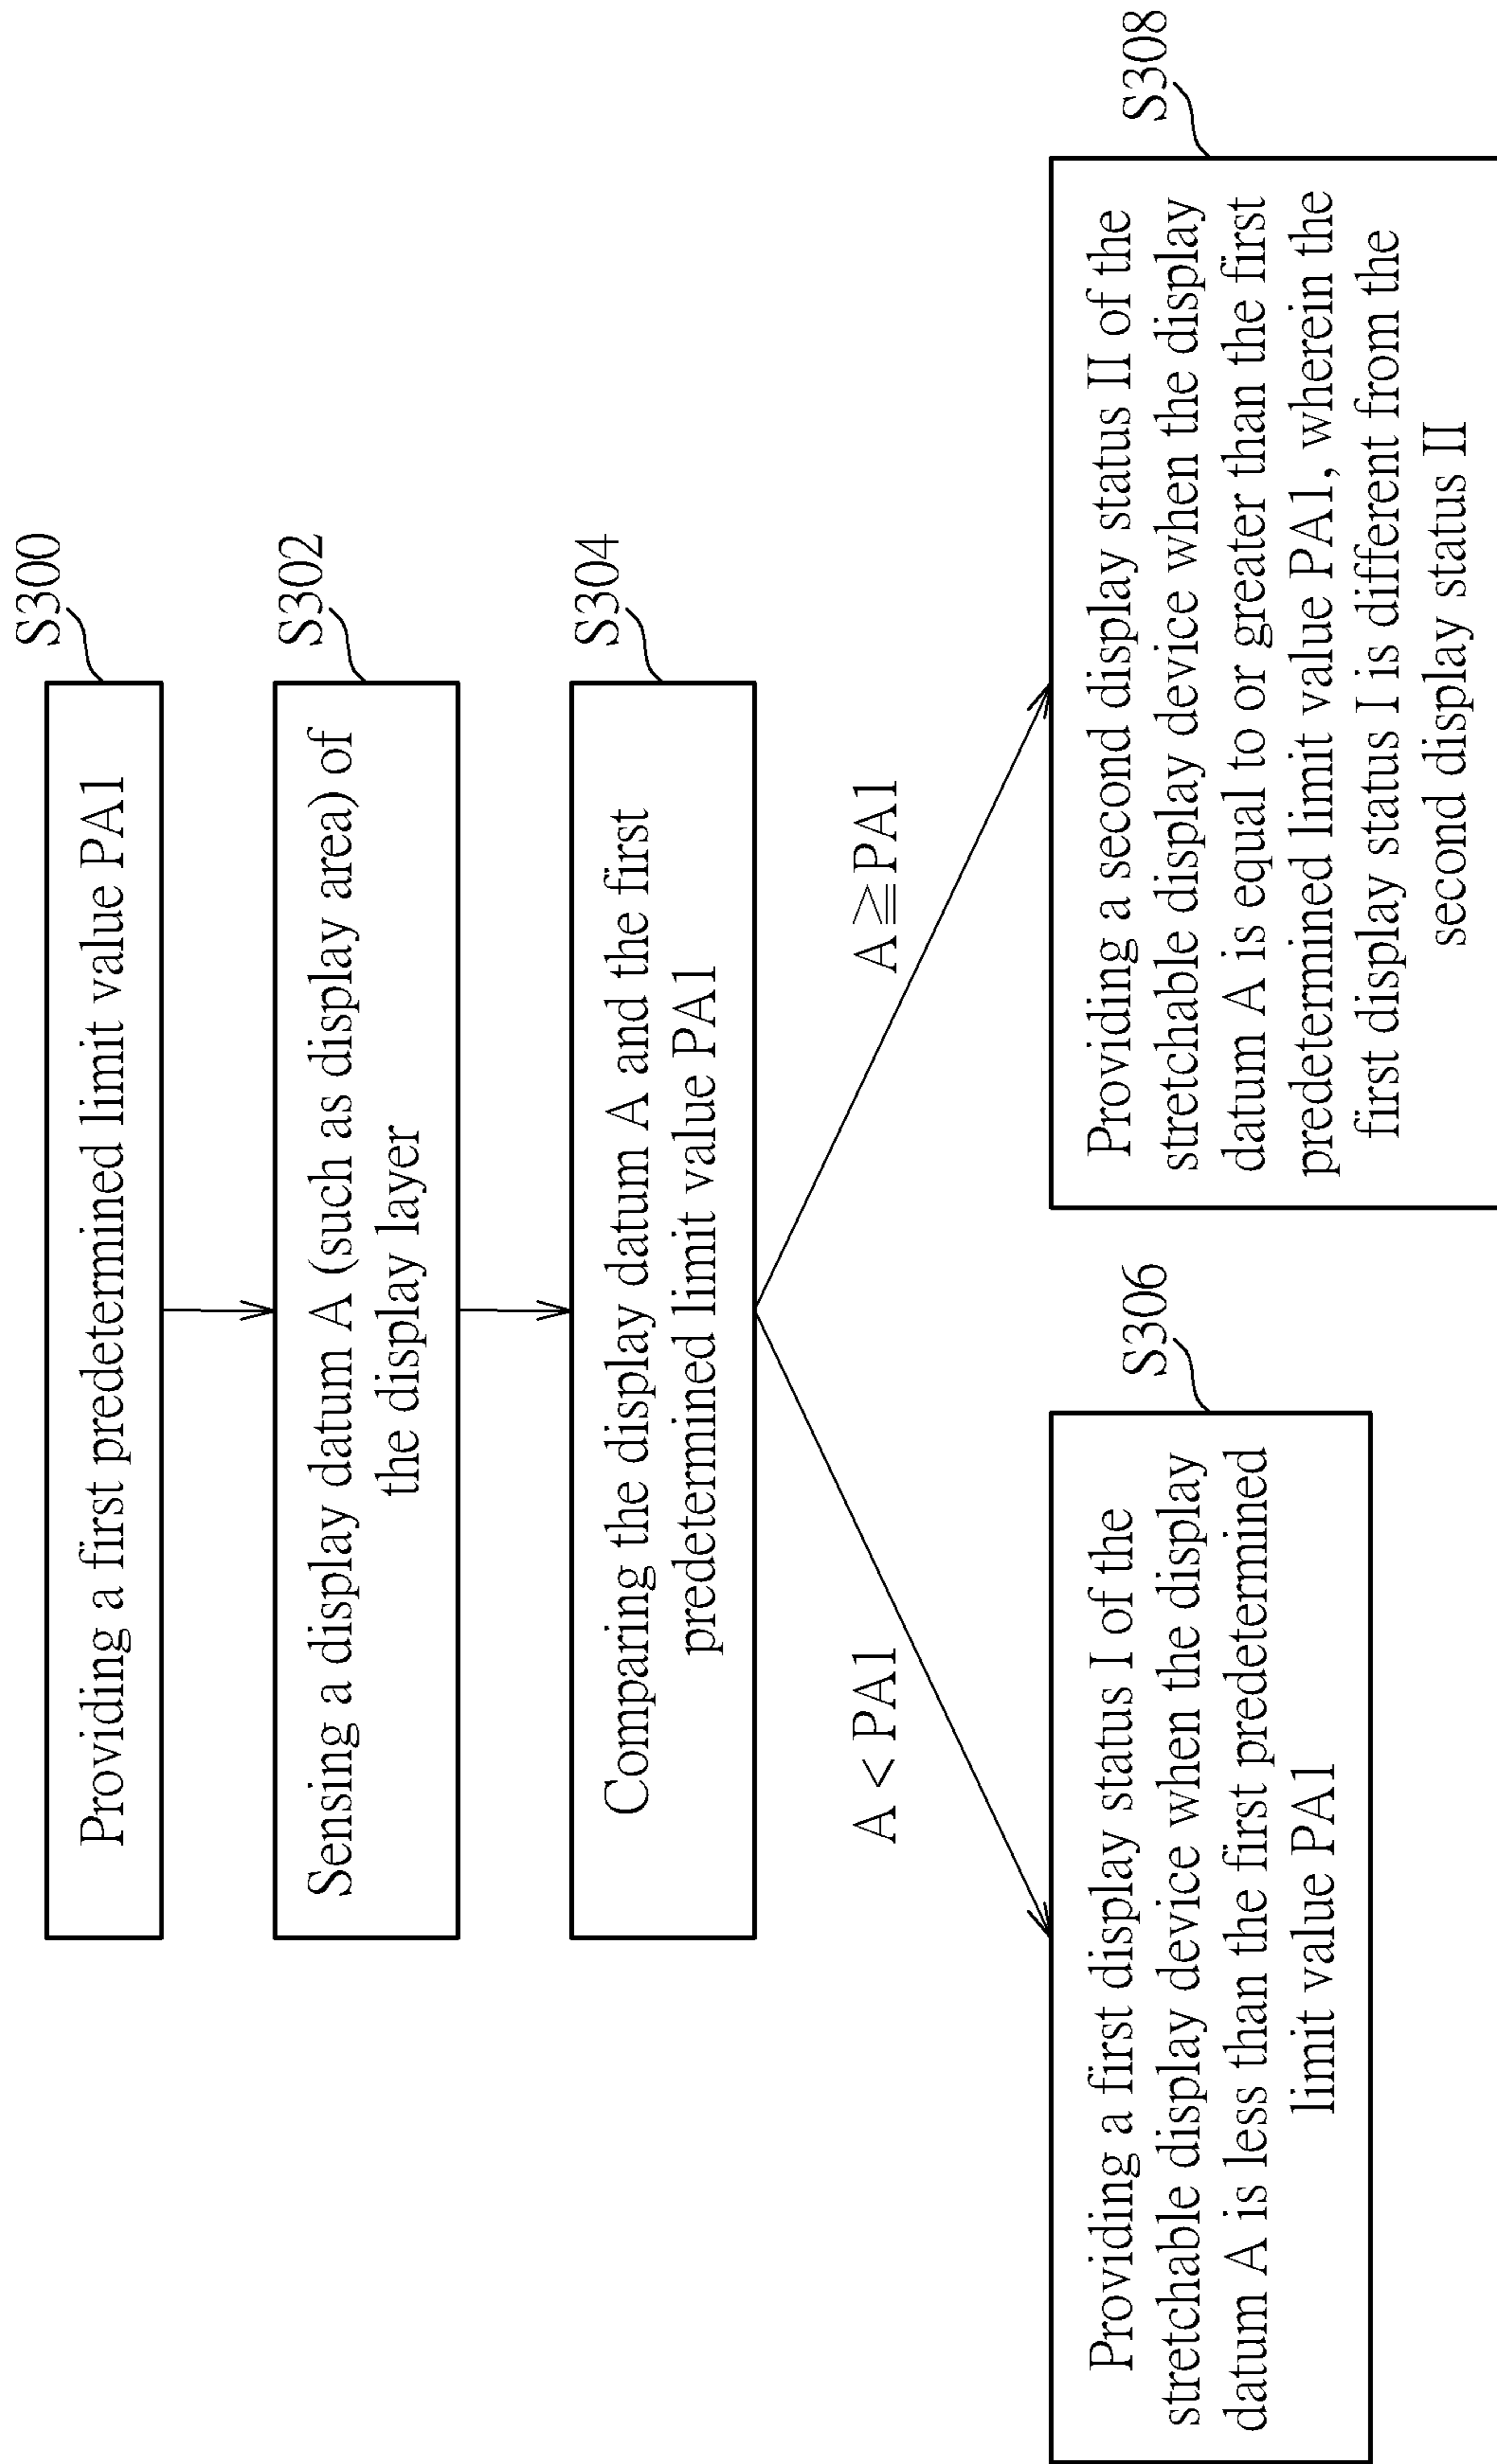 S300
Providing a first predetermined limit value PA1
S302
Sensing a display datum A (such as display area) of
the display layer
S304
Comparing the display datum A and the first
predetermined limit value PA1
A < PA1
A ≧ PA1
S306
Providing a first display status I of the
stretchable display device when the display
datum A is less than the first predetermined
limit value PA1
S308
Providing a second display status II of the
stretchable display device when the display
datum A is equal to or greater than the first
predetermined limit value PA1, wherein the
first display status I is different from the
second display status II